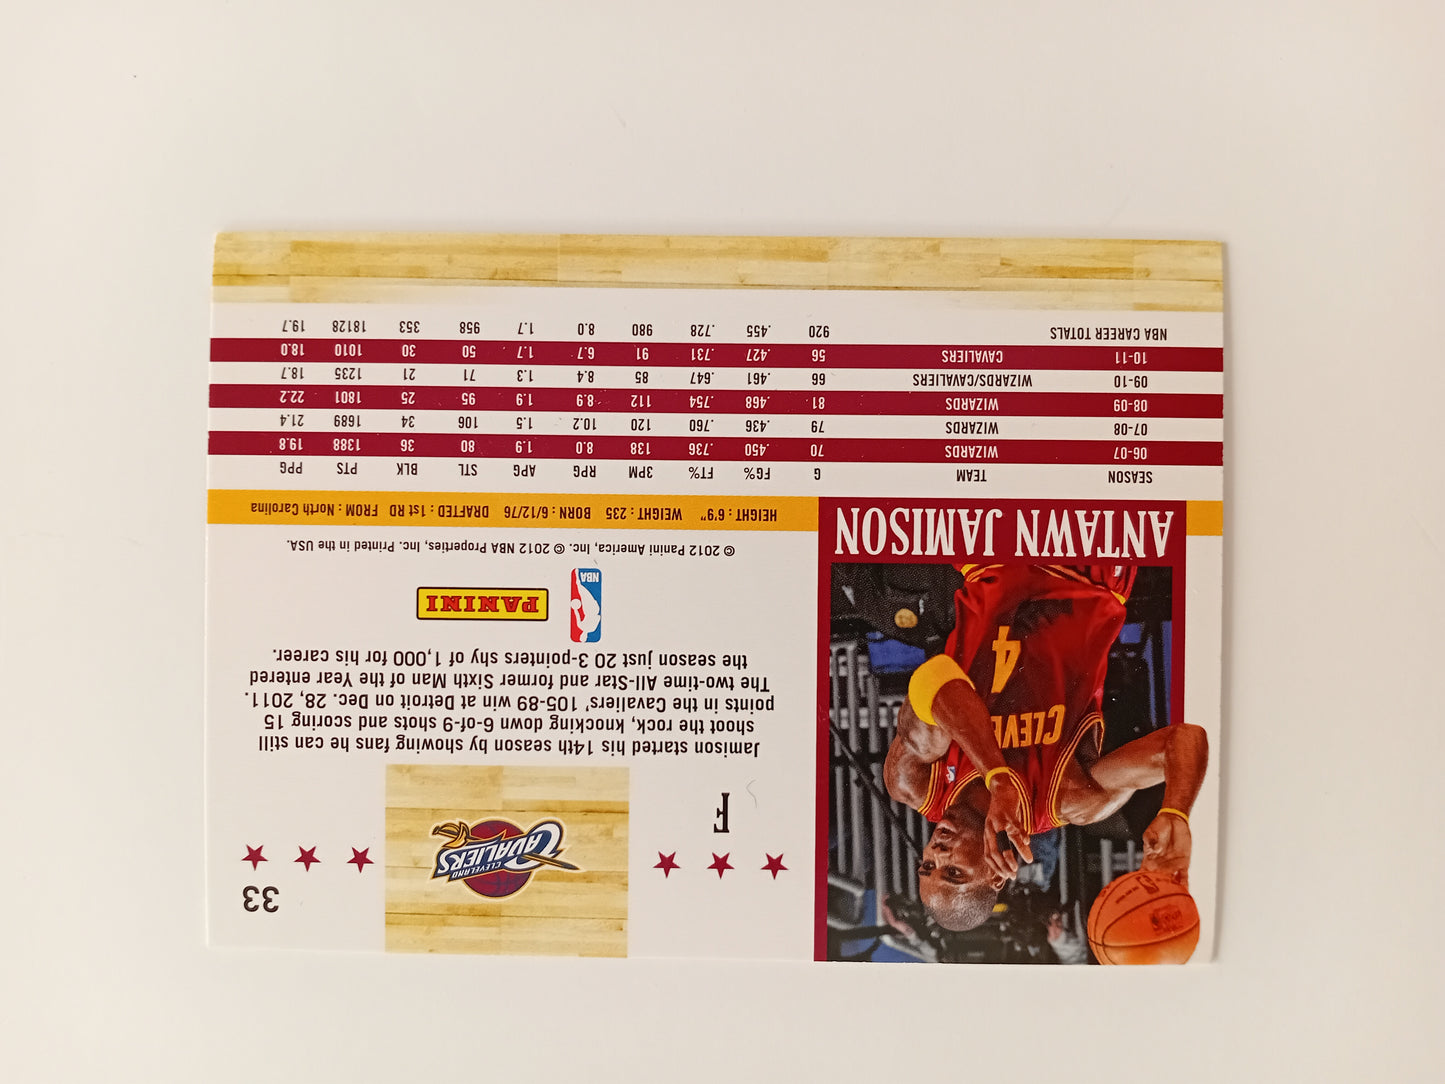 33
F
CLEVELAND
CAVALIERS
Jamison started his 14th season by showing fans he can still
shoot the rock, knocking down 6-of-9 shots and scoring 15
points in the Cavaliers' 105-89 win at Detroit on Dec. 28, 2011.
The two-time All-Star and former Sixth Man of the Year entered
the season just 20 3-pointers shy of 1,000 for his career.
NBA
PANINI
© 2012 Panini America, Inc. © 2012 NBA Properties, Inc. Printed in the USA.
CLEVE
4
ANTAWN JAMISON
HEIGHT: 6'9" WEIGHT: 235 BORN: 6/12/76 DRAFTED: 1st RD FROM: North Carolina
SEASON TEAM G FG% FT% 3PM RPG APG STL BLK PTS PPG
06-07 WIZARDS 70 .450 .736 138 8.0 1.9 80 36 1388 19.8
07-08 WIZARDS 79 .436 .760 120 10.2 1.5 106 34 1689 21.4
08-09 WIZARDS 81 .468 .754 112 8.9 1.9 95 25 1801 22.2
09-10 WIZARDS/CAVALIERS 66 .461 .647 85 8.4 1.3 71 21 1235 18.7
10-11 CAVALIERS 56 .427 .731 91 6.7 1.7 50 30 1010 18.0
NBA CAREER TOTALS 920 .455 .728 980 8.0 1.7 958 353 18128 19.7